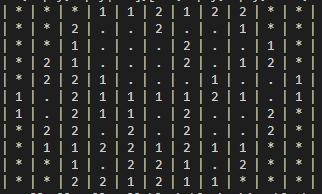 | * | * | * | 1 | 1 | 2 | 1 | 2 | 2 | * | * |
| * | * | 2 | . | . | 2 | . | . | 1 | * | * |
| * | * | 1 | . | . | . | 2 | . | . | 1 | * |
| * | 2 | 1 | . | . | . | 2 | . | . | 2 | * |
| * | 2 | 2 | 1 | . | . | . | 1 | . | . | 1 |
| 1 | . | 2 | 1 | 1 | 1 | 1 | 2 | 1 | . | 1 |
| 1 | . | 2 | 1 | 1 | . | . | . | . | 2 | * |
| * | 2 | 2 | . | 2 | . | . | . | . | 2 | * |
| * | 1 | 1 | 2 | 2 | 1 | 2 | 1 | 1 | * | * |
| * | * | 1 | . | 2 | 2 | 1 | . | 2 | * | * |
| * | * | 2 | 2 | 1 | 2 | 1 | 1 | * | * | * |